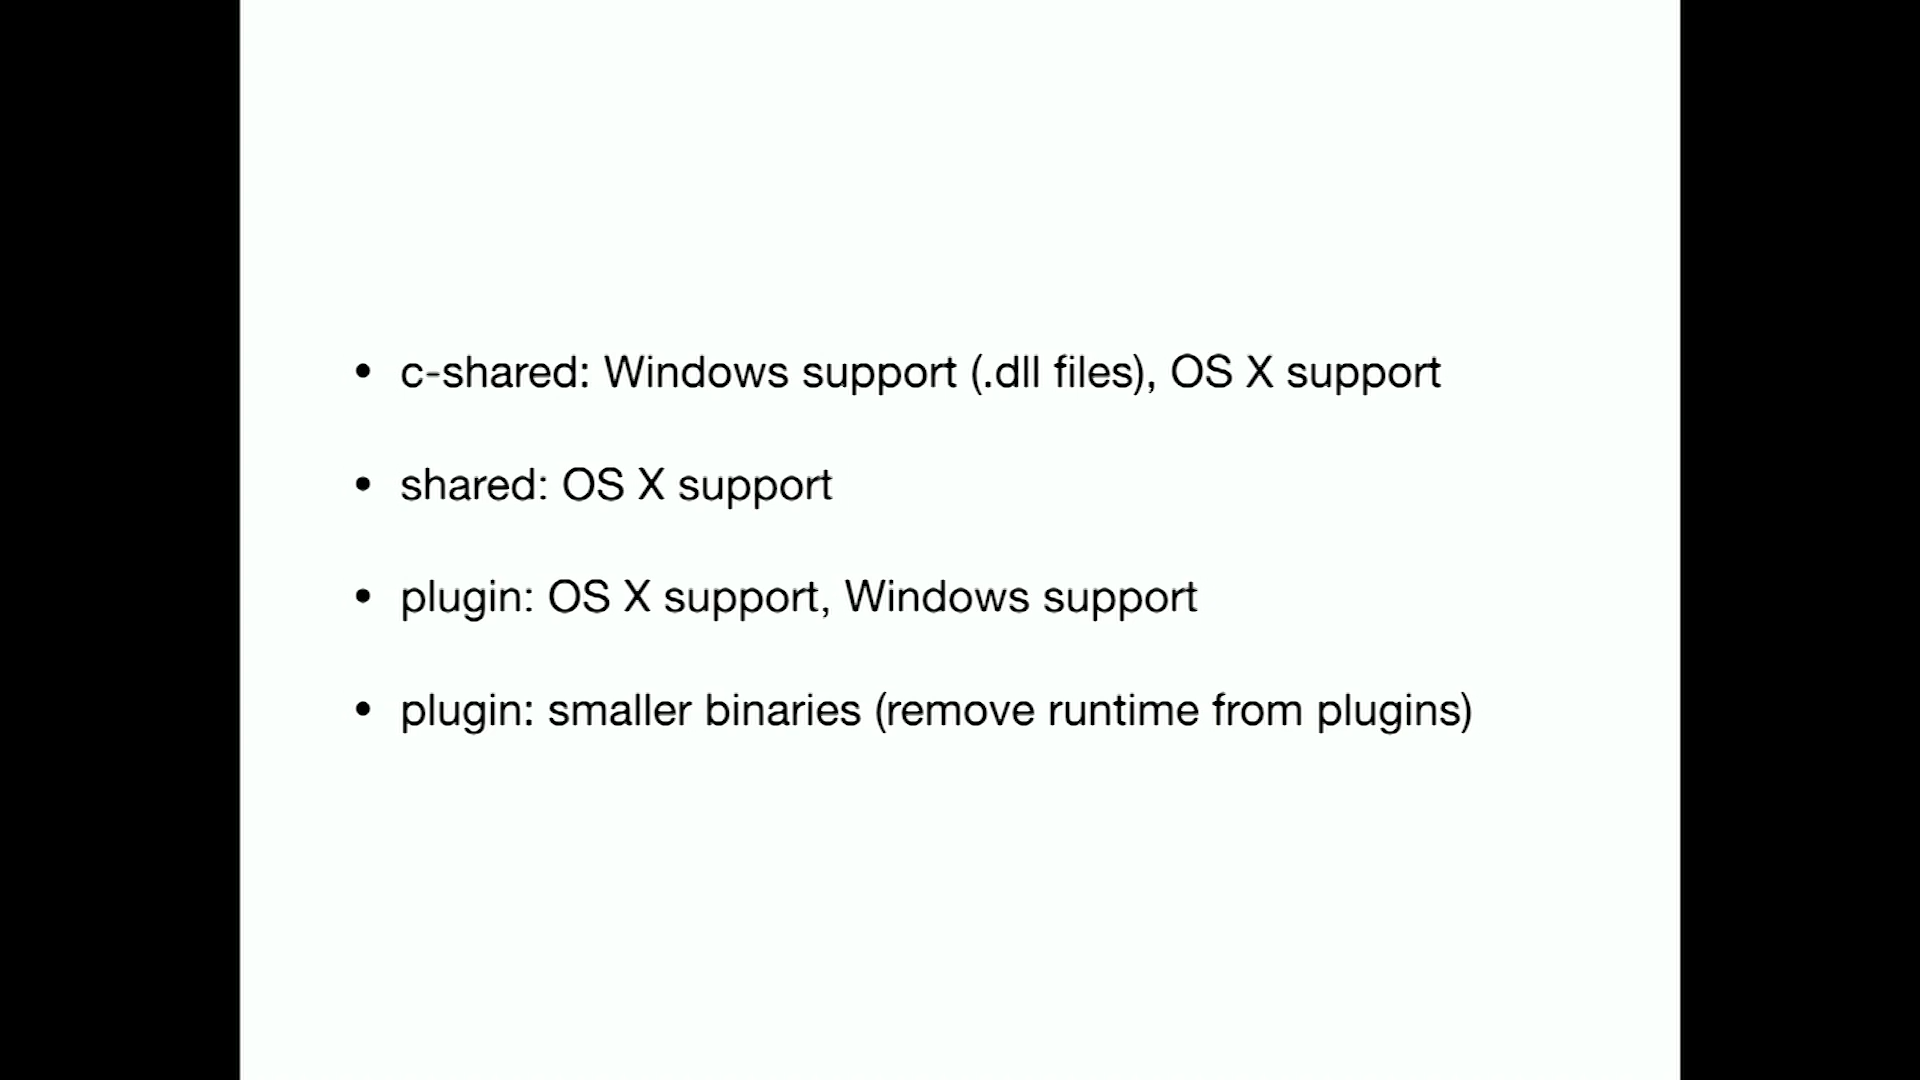 • c-shared: Windows support (.dll files), OS X support
• shared: OS X support
• plugin: OS X support, Windows support
• plugin: smaller binaries (remove runtime from plugins)